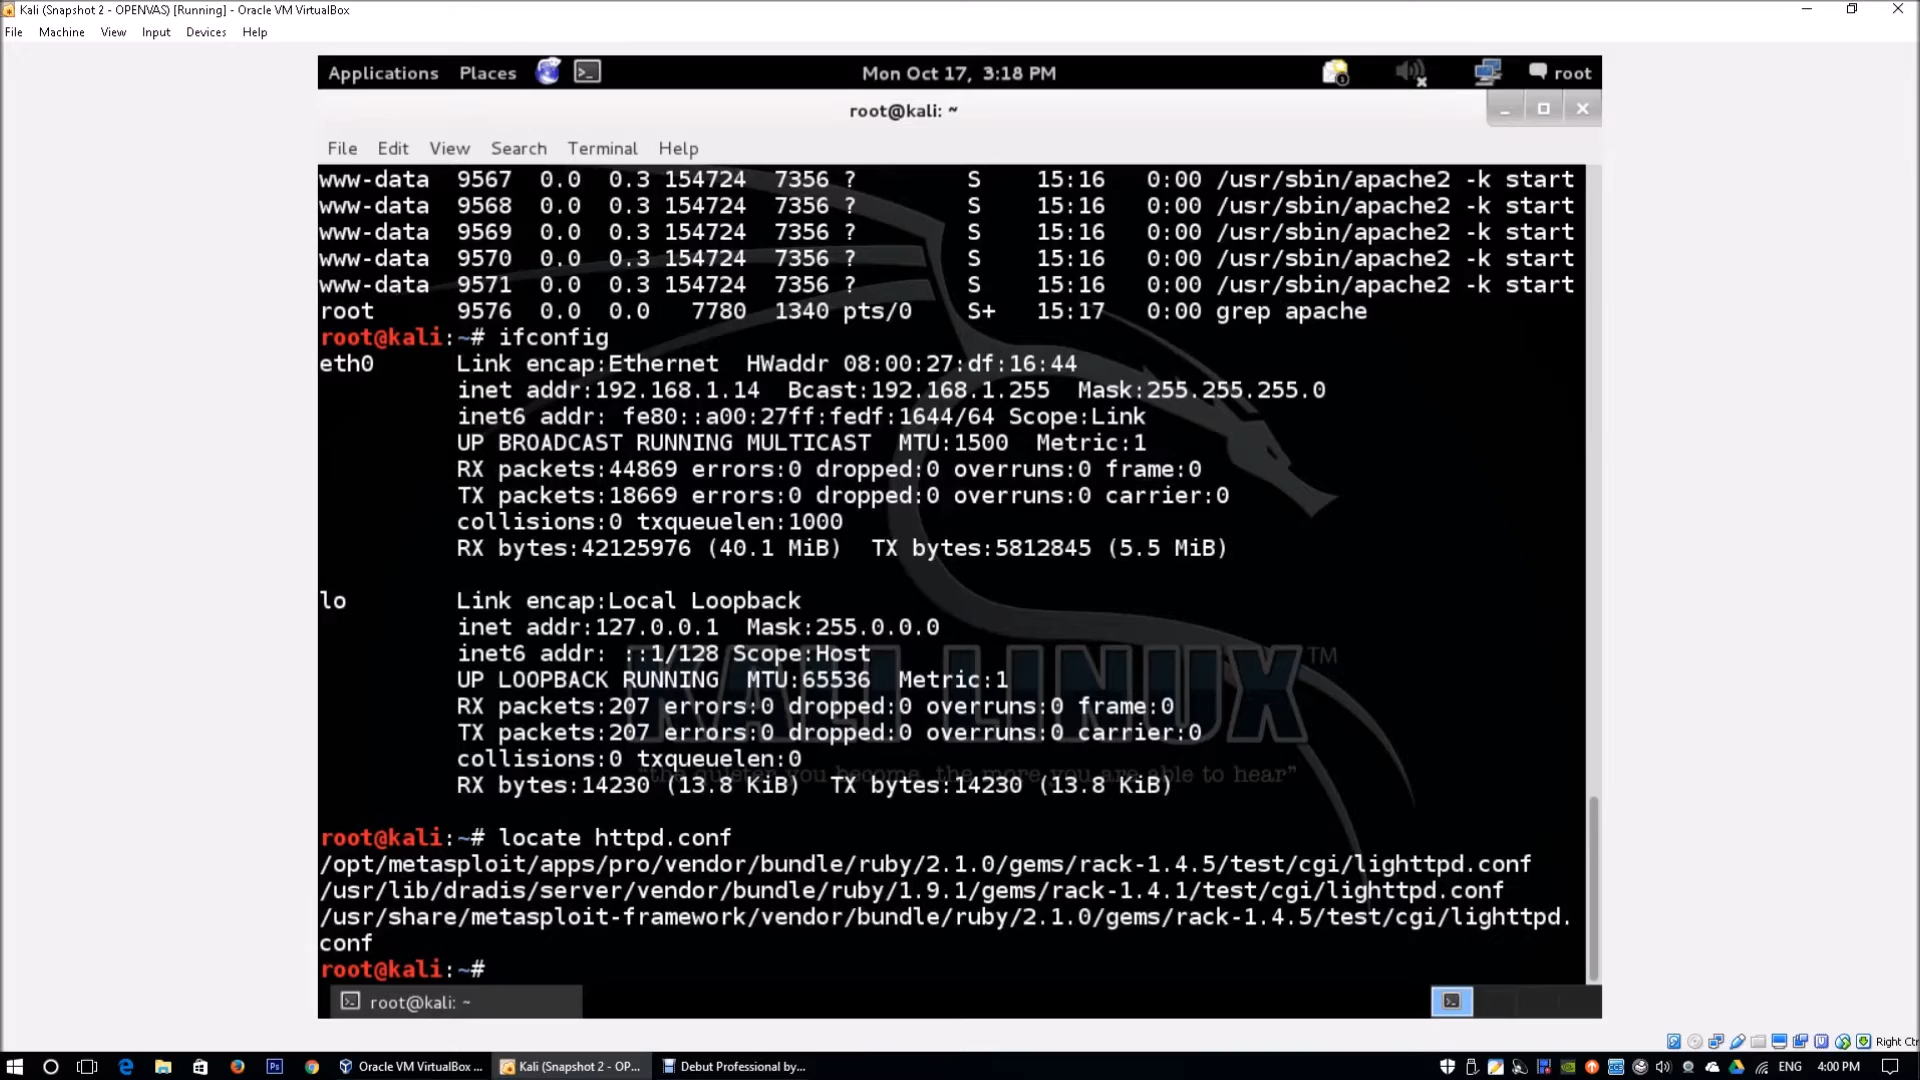 Kali (Snapshot 2 - OPENVAS) [Running] - Oracle VM VirtualBox
File Machine View Input Devices Help
Applications Places Mon Oct 17, 3:18 PM root
root@kali: ~
File Edit View Search Terminal Help
www-data 9567 0.0 0.3 154724 7356 ? S 15:16 0:00 /usr/sbin/apache2 -k start
www-data 9568 0.0 0.3 154724 7356 ? S 15:16 0:00 /usr/sbin/apache2 -k start
www-data 9569 0.0 0.3 154724 7356 ? S 15:16 0:00 /usr/sbin/apache2 -k start
www-data 9570 0.0 0.3 154724 7356 ? S 15:16 0:00 /usr/sbin/apache2 -k start
www-data 9571 0.0 0.3 154724 7356 ? S 15:16 0:00 /usr/sbin/apache2 -k start
root 9576 0.0 0.0 7780 1340 pts/0 S+ 15:17 0:00 grep apache
root@kali:~# ifconfig
eth0 Link encap:Ethernet HWaddr 08:00:27:df:16:44
inet addr:192.168.1.14 Bcast:192.168.1.255 Mask:255.255.255.0
inet6 addr: fe80::a00:27ff:fedf:1644/64 Scope:Link
UP BROADCAST RUNNING MULTICAST MTU:1500 Metric:1
RX packets:44869 errors:0 dropped:0 overruns:0 frame:0
TX packets:18669 errors:0 dropped:0 overruns:0 carrier:0
collisions:0 txqueuelen:1000
RX bytes:42125976 (40.1 MiB) TX bytes:5812845 (5.5 MiB)
lo Link encap:Local Loopback
inet addr:127.0.0.1 Mask:255.0.0.0
inet6 addr: ::1/128 Scope:Host
UP LOOPBACK RUNNING MTU:65536 Metric:1
RX packets:207 errors:0 dropped:0 overruns:0 frame:0
TX packets:207 errors:0 dropped:0 overruns:0 carrier:0
collisions:0 txqueuelen:0
RX bytes:14230 (13.8 KiB) TX bytes:14230 (13.8 KiB)
KALI LINUX™
"the quieter you become, the more you are able to hear"
root@kali:~# locate httpd.conf
/opt/metasploit/apps/pro/vendor/bundle/ruby/2.1.0/gems/rack-1.4.5/test/cgi/lighttpd.conf
/usr/lib/dradis/server/vendor/bundle/ruby/1.9.1/gems/rack-1.4.1/test/cgi/lighttpd.conf
/usr/share/metasploit-framework/vendor/bundle/ruby/2.1.0/gems/rack-1.4.5/test/cgi/lighttpd.
conf
root@kali:~#
root@kali: ~
Right Ctr
Oracle VM VirtualBox ... Kali (Snapshot 2 - OP... Debut Professional by... ENG 4:00 PM